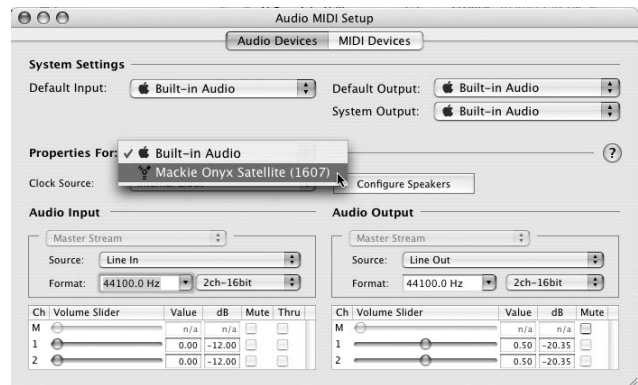 Audio MIDI Setup
Audio Devices MIDI Devices
System Settings
Default Input: Built-in Audio
Default Output: Built-in Audio
System Output: Built-in Audio
Properties For: ✓ Built-in Audio
Mackie Onyx Satellite (1607)
?
Clock Source:
Configure Speakers
Audio Input
Audio Output
Master Stream
Master Stream
Source: Line In
Source: Line Out
Format: 44100.0 Hz 2ch-16bit
Format: 44100.0 Hz 2ch-16bit
Ch Volume Slider Value dB Mute Thru
Ch Volume Slider Value dB Mute
M n/a n/a
M n/a n/a
1 0.00 -12.00
1 0.50 -20.35
2 0.00 -12.00
2 0.50 -20.35